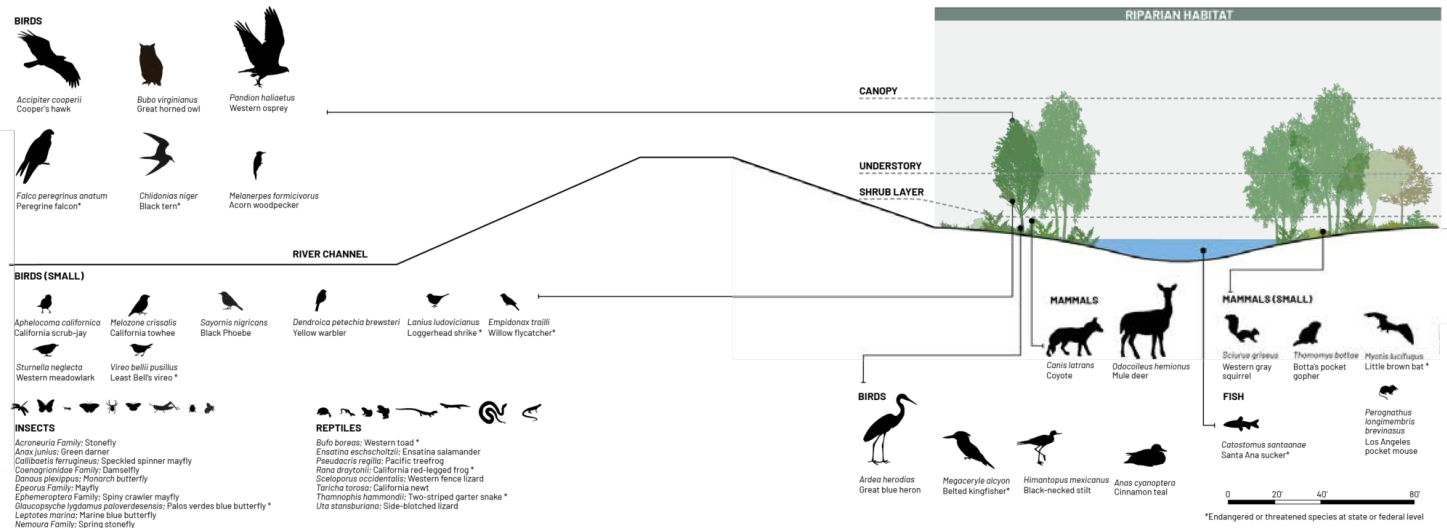 BIRDS
Accipiter cooperii
Cooper's hawk
Bubo virginianus
Great horned owl
Pandion haliaetus
Western osprey
Falco peregrinus anatum
Peregrine falcon*
Chlidonias niger
Black tern*
Melanerpes formicivorus
Acorn woodpecker
RIPARIAN HABITAT
CANOPY
UNDERSTORY
SHRUB LAYER
RIVER CHANNEL
BIRDS (SMALL)
Aphelocoma californica
California scrub-jay
Melozone crissalis
California towhee
Sayornis nigricans
Black Phoebe
Dendroica petechia brewsteri
Yellow warbler
Lanius ludovicianus
Loggerhead shrike *
Empidonax trailli
Willow flycatcher*
Sturnella neglecta
Western meadowlark
Vireo bellii pusillus
Least Bell's vireo *
INSECTS
Acroneuria Family; Stonefly
Anax junius; Green darner
Callibaetis ferrugineus; Speckled spinner mayfly
Coenagrionidae Family; Damselfly
Danaus plexippus; Monarch butterfly
Epeorus Family; Mayfly
Ephemeroptera Family; Spiny crawler mayfly
Glaucopsyche lygdamus palaverdesensis; Palos verdes blue butterfly *
Leptotes marina; Marine blue butterfly
Nemoura Family; Spring stonefly
REPTILES
Bufo boreas; Western toad *
Ensatina eschscholtzii; Ensatina salamander
Pseudacris regilla; Pacific treefrog
Rana draytonii; California red-legged frog *
Sceloporus occidentalis; Western fence lizard
Taricha torosa; California newt
Thamnophis hammondii; Two-striped garter snake *
Uta stansburiana; Side-blotched lizard
MAMMALS
Canis latrans
Coyote
Odocoileus hemionus
Mule deer
BIRDS
Ardea herodias
Great blue heron
Megaceryle alcyon
Belted kingfisher*
Himantopus mexicanus
Black-necked stilt
Anas cyanoptera
Cinnamon teal
MAMMALS (SMALL)
Sciurus griseus
Western gray
squirrel
Thomomys bottae
Botta's pocket
gopher
Myotis lucifugus
Little brown bat *
Perognathus
longimembris
brevinasus
Los Angeles
pocket mouse
FISH
Catostomus santaanae
Santa Ana sucker*
0 20' 40' 80'
*Endangered or threatened species at state or federal level